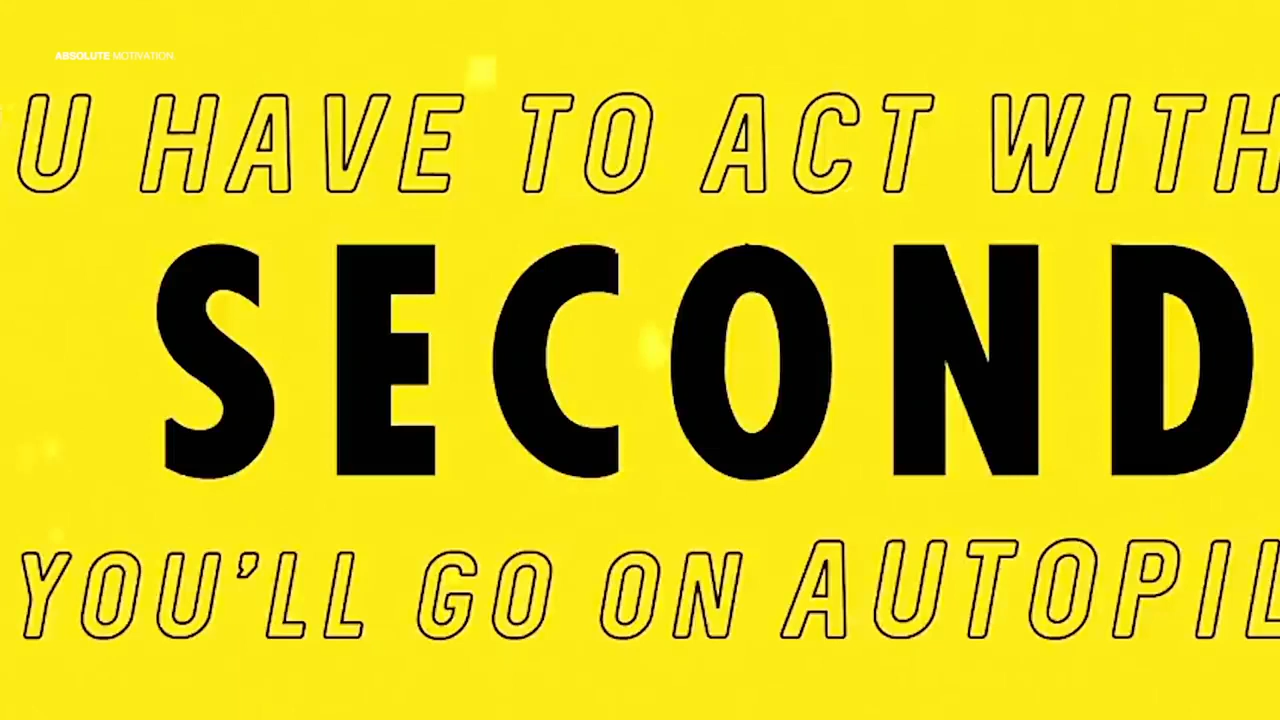 ABSOLUTE MOTIVATION
U HAVE TO ACT WITH
SECOND
YOU'LL GO ON AUTOPIL